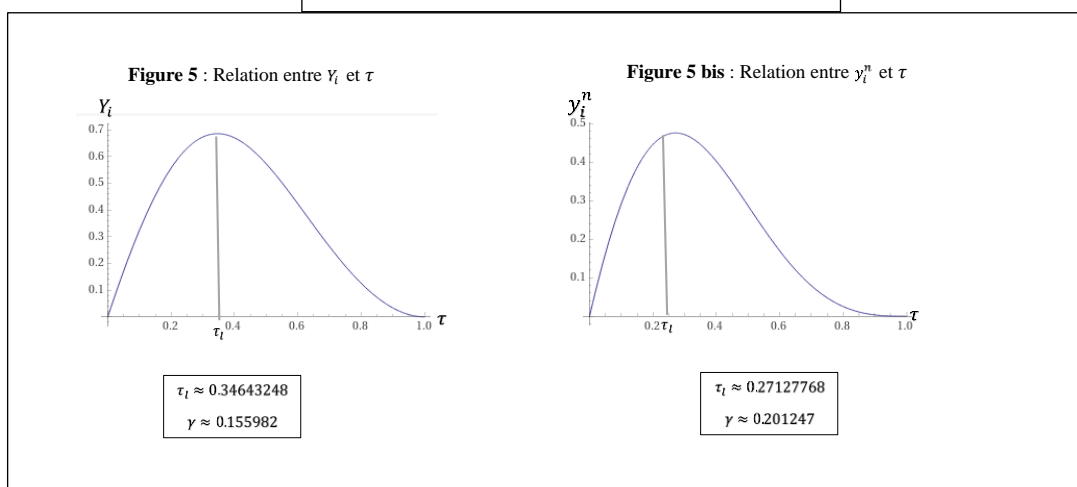 Figure 5 : Relation entre Yᵢ et τ
Yᵢ
0.7
0.6
0.5
0.4
0.3
0.2
0.1
0.2
τₗ
0.4
0.6
0.8
1.0
τ
τₗ ≈ 0.34643248
γ ≈ 0.155982
Figure 5 bis : Relation entre yᵢⁿ et τ
yᵢⁿ
0.5
0.4
0.3
0.2
0.1
0.2
τₗ
0.4
0.6
0.8
1.0
τ
τₗ ≈ 0.27127768
γ ≈ 0.201247